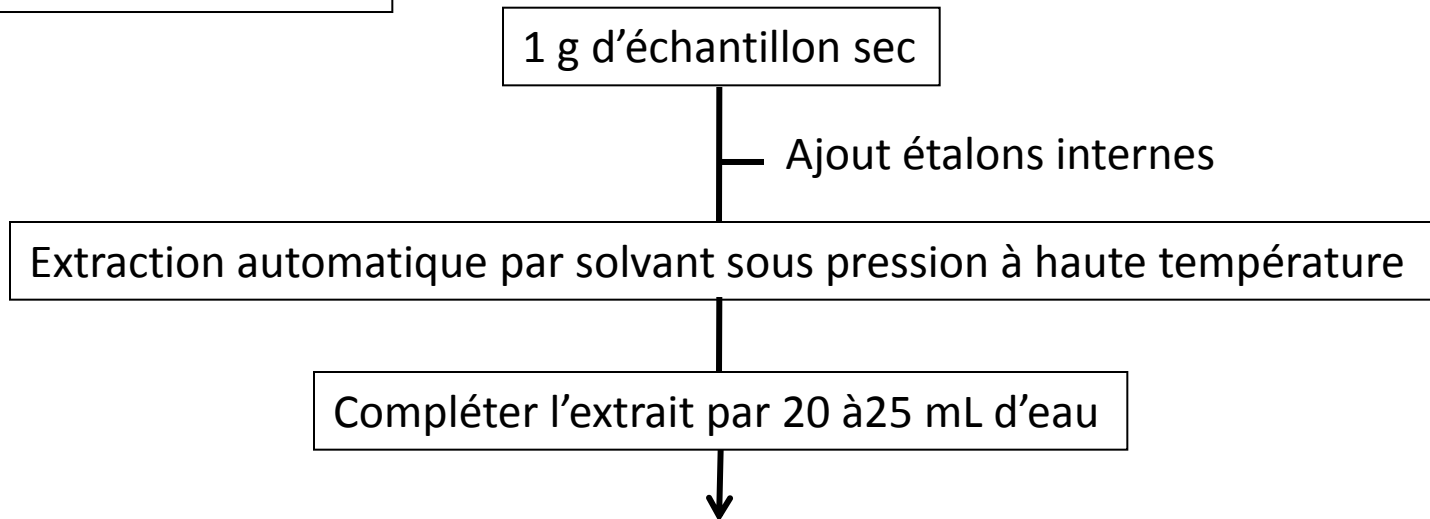 1 g d’échantillon sec
Ajout étalons internes
Extraction automatique par solvant sous pression à haute température
Compléter l’extrait par 20 à25 mL d’eau